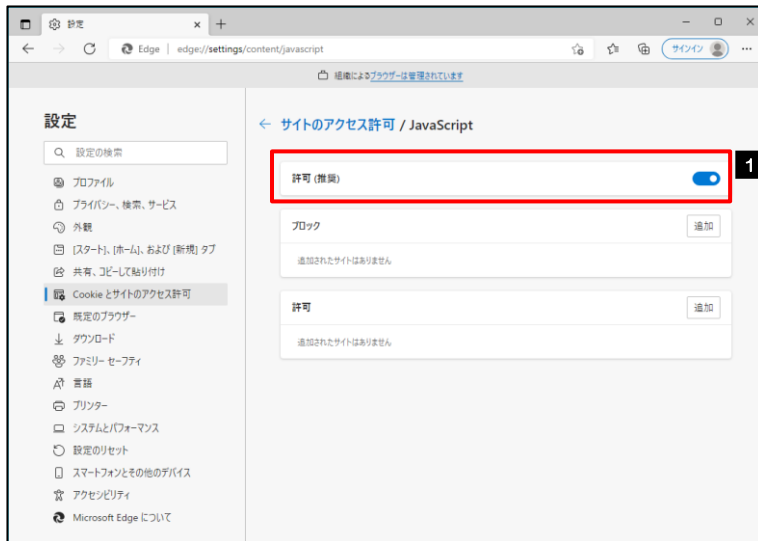 設定
Edge | edge://settings/content/javascript
サインイン
組織によるブラウザーは管理されています
設定
設定の検索
プロファイル
プライバシー、検索、サービス
外観
[スタート]、[ホーム]、および [新規] タブ
共有、コピーして貼り付け
Cookie とサイトのアクセス許可
既定のブラウザー
ダウンロード
ファミリー セーフティ
言語
プリンター
システムとパフォーマンス
設定のリセット
スマートフォンとその他のデバイス
アクセシビリティ
Microsoft Edge について
サイトのアクセス許可 / JavaScript
許可 (推奨)
1
ブロック
追加
追加されたサイトはありません
許可
追加
追加されたサイトはありません